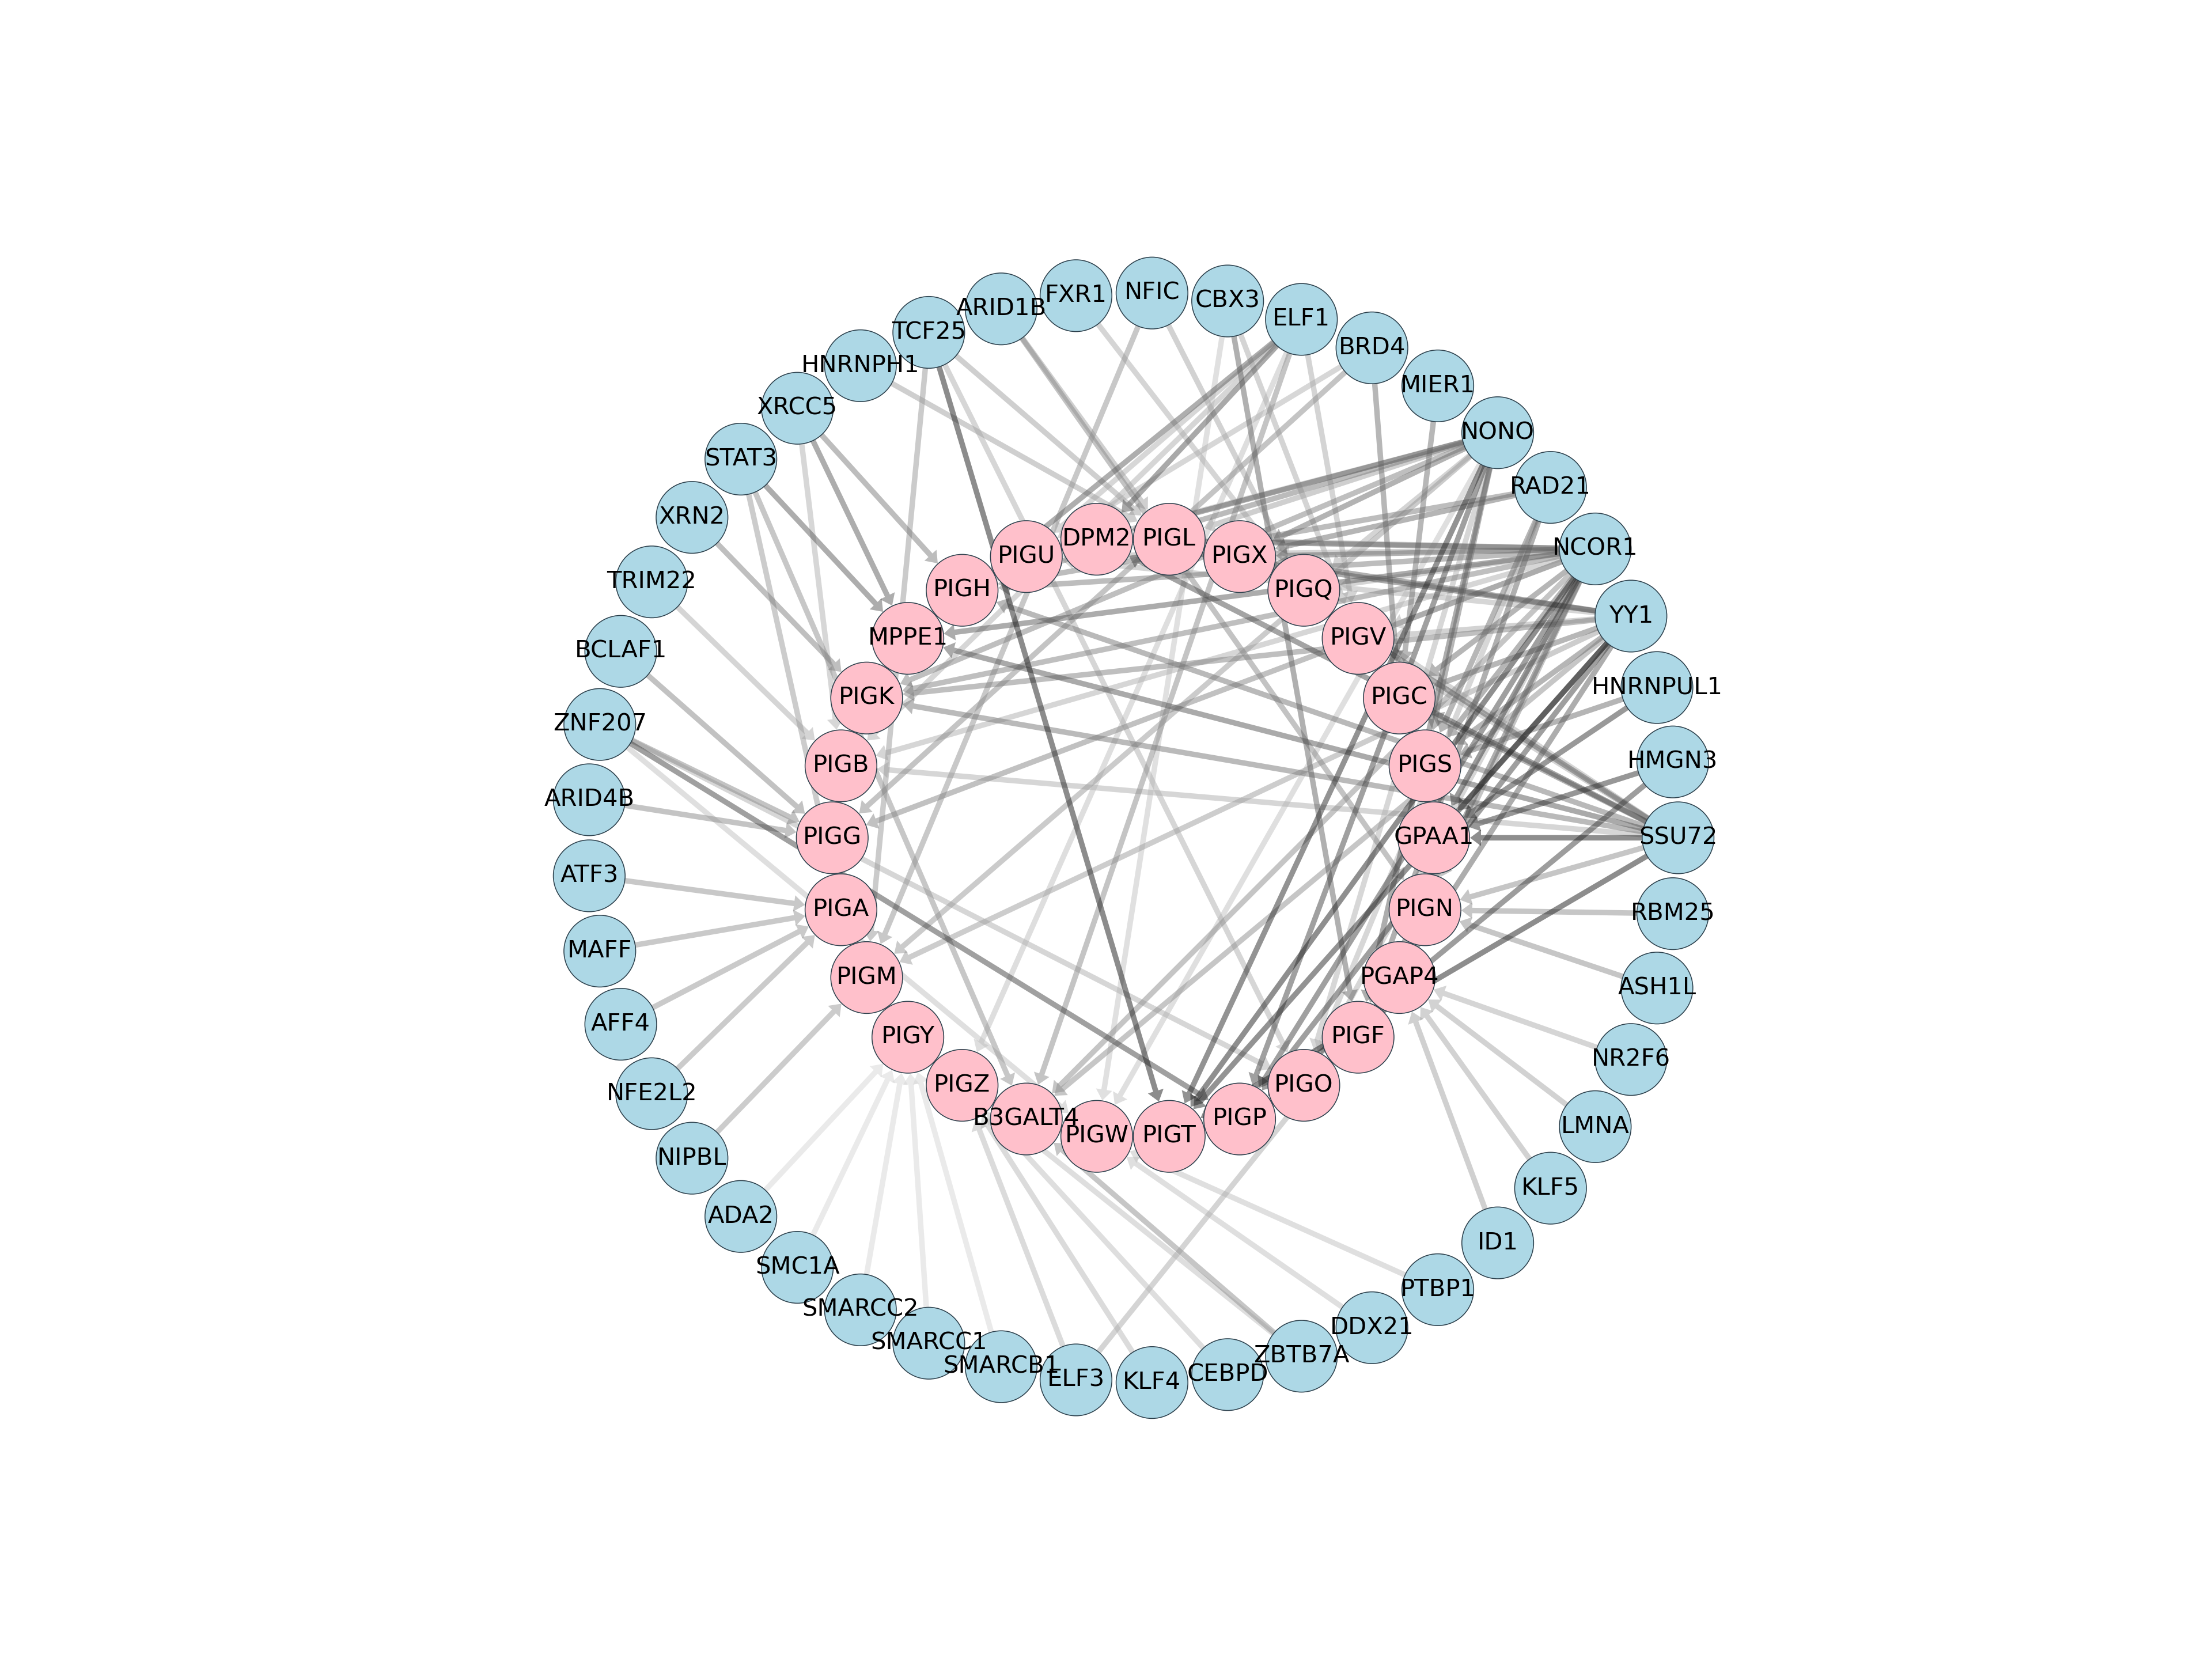 NFIC
FXR1
CBX3
ARID1B
ELF1
TCF25
BRD4
HNRNPH1
MIER1
XRCC5
NONO
STAT3
RAD21
XRN2
NCOR1
TRIM22
YY1
BCLAF1
HNRNPUL1
ZNF207
HMGN3
ARID4B
SSU72
ATF3
RBM25
MAFF
ASH1L
AFF4
NR2F6
NFE2L2
LMNA
NIPBL
KLF5
ADA2
ID1
SMC1A
PTBP1
SMARCC2
DDX21
SMARCC1
ZBTB7A
SMARCB1
CEBPD
ELF3
KLF4
DPM2
PIGL
PIGU
PIGX
PIGH
PIGQ
MPPE1
PIGV
PIGK
PIGC
PIGB
PIGS
PIGG
GPAA1
PIGA
PIGN
PIGM
PGAP4
PIGY
PIGF
PIGZ
PIGO
B3GALT4
PIGP
PIGW
PIGT